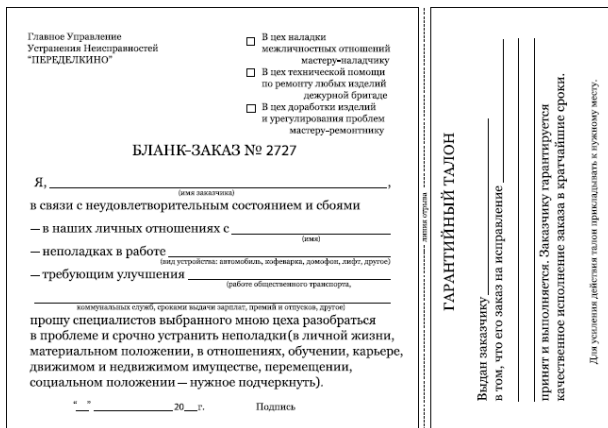 Главное Управление
Устранения Неисправностей
“ПЕРЕДЕЛКИНО”
В цех наладки
межличностных отношений
мастеру-наладчику
В цех технической помощи
по ремонту любых изделий
дежурной бригаде
В цех доработки изделий
и урегулирования проблем
мастеру-ремонтнику
БЛАНК-ЗАКАЗ № 2727
Я, ,
(имя заказчика)
в связи с неудовлетворительным состоянием и сбоями
— в наших личных отношениях с
(имя)
— неполадках в работе
(вид устройства: автомобиль, кофеварка, домофон, лифт, другое)
— требующим улучшения
(работе общественного транспорта,
коммунальных служб, сроками выдачи зарплат, премий и отпусков, другое)
прошу специалистов выбранного мною цеха разобраться
в проблеме и срочно устранить неполадки(в личной жизни,
материальном положении, в отношениях, обучении, карьере,
движимом и недвижимом имуществе, перемещении,
социальном положении — нужное подчеркнуть).
“__” ______________ 20__г. Подпись
линия отрыва
ГАРАНТИЙНЫЙ ТАЛОН
Выдан заказчику
в том, что его заказ на исправление
принят и выполняется. Заказчику гарантируется
качественное исполнение заказа в кратчайшие сроки.
Для усиления действия талон прикладывать к нужному месту.